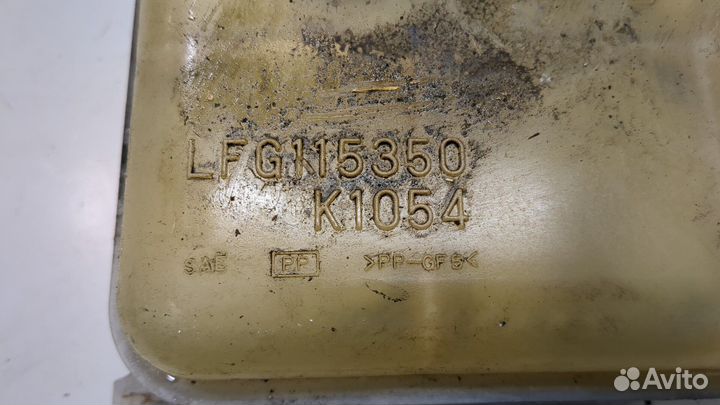 LFG115350
K1054
SAE PP >PP-GF5<
Avito